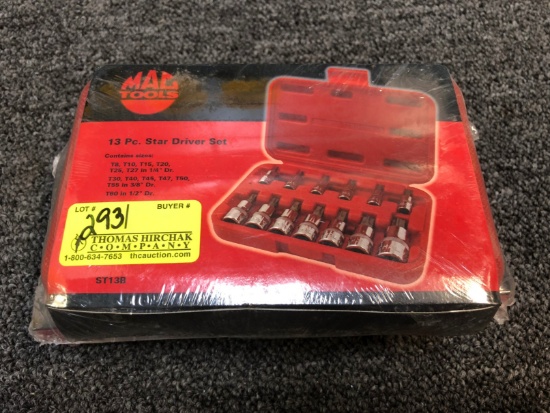 MAC
TOOLS
13 Pc. Star Driver Set
Contains sizes:
T8, T10, T15, T20,
T25, T27 in 1/4" Dr.
T30, T40, T45, T47, T50,
T55 in 3/8" Dr.
T60 in 1/2" Dr.
LOT #
BUYER #
2931
THOMAS HIRCHAK
C•O•M•P•A•N•Y
1-800-634-7653 thcauction.com
ST13B